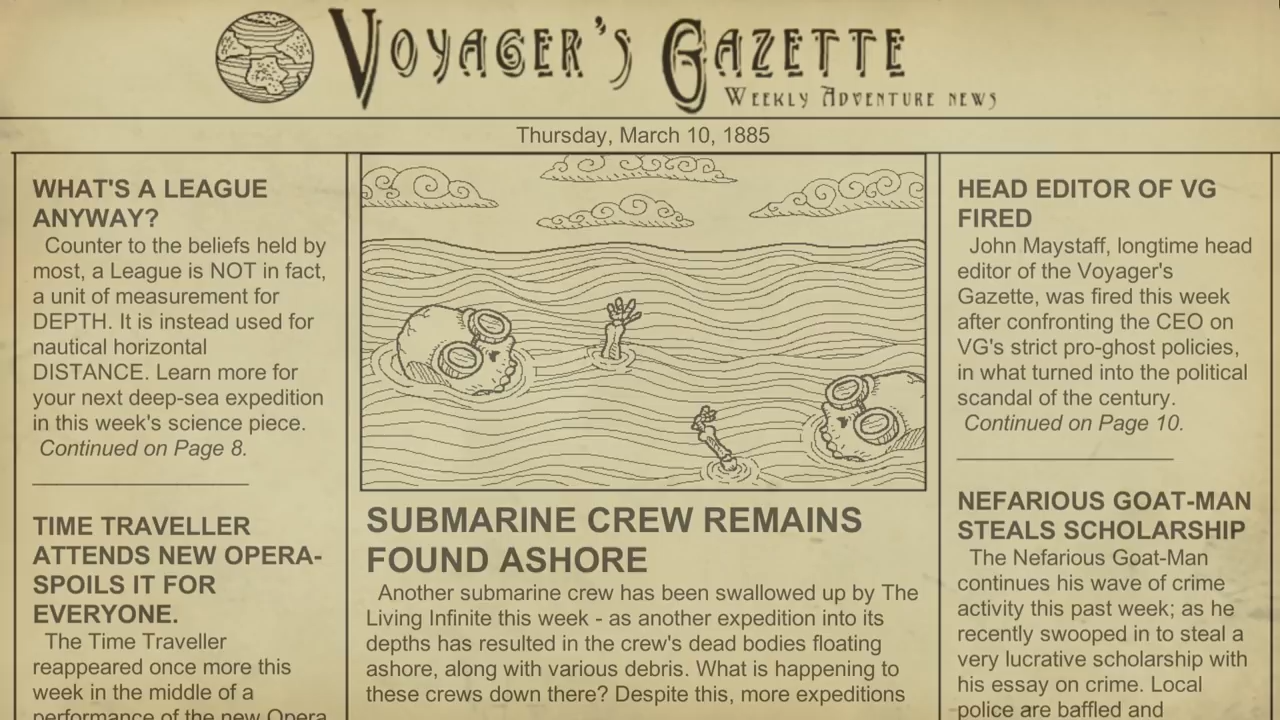 VOYAGER'S GAZETTE
WEEKLY ADVENTURE NEWS
Thursday, March 10, 1885
WHAT'S A LEAGUE
ANYWAY?
Counter to the beliefs held by
most, a League is NOT in fact,
a unit of measurement for
DEPTH. It is instead used for
nautical horizontal
DISTANCE. Learn more for
your next deep-sea expedition
in this week's science piece.
Continued on Page 8.
TIME TRAVELLER
ATTENDS NEW OPERA-
SPOILS IT FOR
EVERYONE.
The Time Traveller
reappeared once more this
week in the middle of a
performance of the new Opera
SUBMARINE CREW REMAINS
FOUND ASHORE
Another submarine crew has been swallowed up by The
Living Infinite this week - as another expedition into its
depths has resulted in the crew's dead bodies floating
ashore, along with various debris. What is happening to
these crews down there? Despite this, more expeditions
HEAD EDITOR OF VG
FIRED
John Maystaff, longtime head
editor of the Voyager's
Gazette, was fired this week
after confronting the CEO on
VG's strict pro-ghost policies,
in what turned into the political
scandal of the century.
Continued on Page 10.
NEFARIOUS GOAT-MAN
STEALS SCHOLARSHIP
The Nefarious Goat-Man
continues his wave of crime
activity this past week; as he
recently swooped in to steal a
very lucrative scholarship with
his essay on crime. Local
police are baffled and